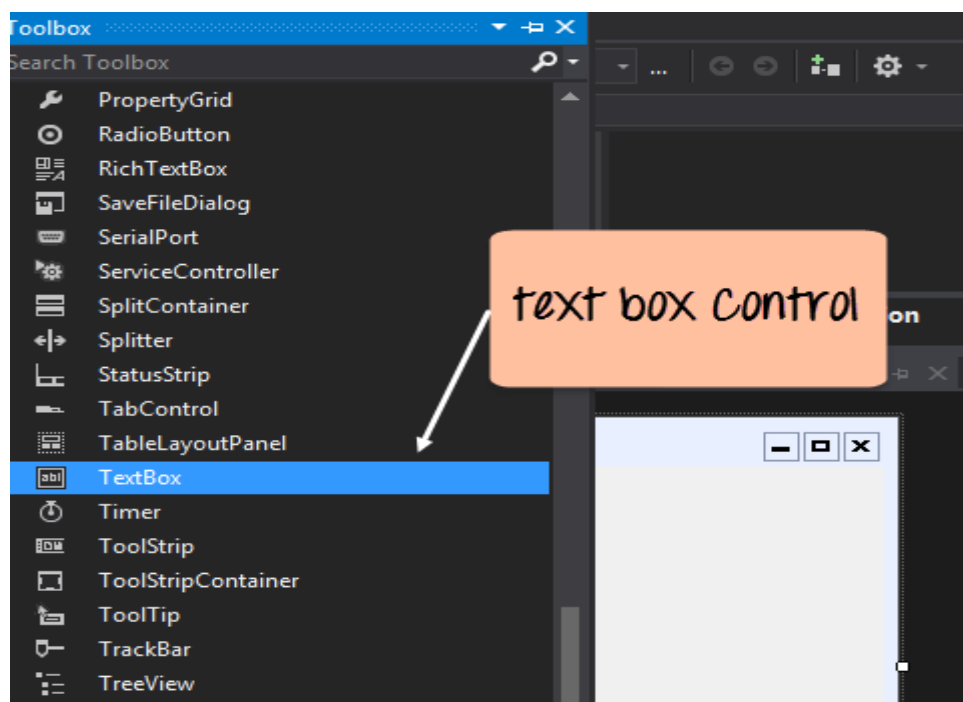 Toolbox
Search Toolbox
...
PropertyGrid
RadioButton
RichTextBox
SaveFileDialog
SerialPort
ServiceController
SplitContainer
Splitter
StatusStrip
TabControl
TableLayoutPanel
TextBox
Timer
ToolStrip
ToolStripContainer
ToolTip
TrackBar
TreeView
text box Control
on
abl